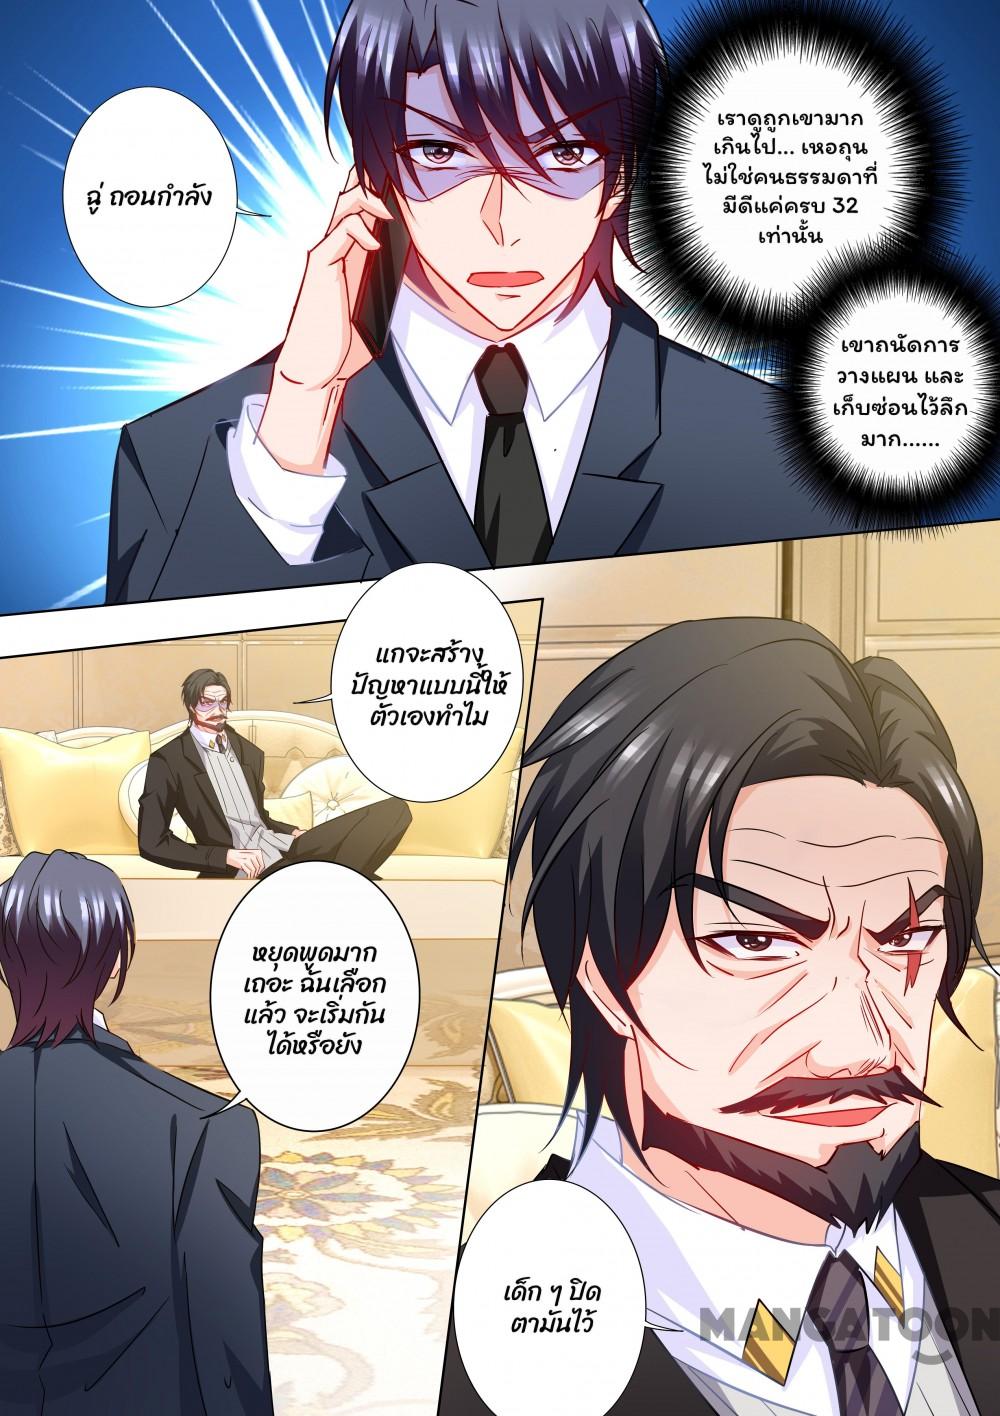 ฉู่ ถอนกำลัง
เราดูถูกเขามาก
เกินไป... เหอถุน
ไม่ใช่คนธรรมดาที่
มีดีแค่ครบ 32
เท่านั้น
เขาถนัดการ
วางแผน และ
เก็บซ่อนไว้ลึก
มาก......
แกจะสร้าง
ปัญหาแบบนี้ให้
ตัวเองทำไม
หยุดพูดมาก
เถอะ ฉันเลือก
แล้ว จะเริ่มกัน
ได้หรือยัง
เด็ก ๆ ปิด
ตามันไว้
MANGATOON